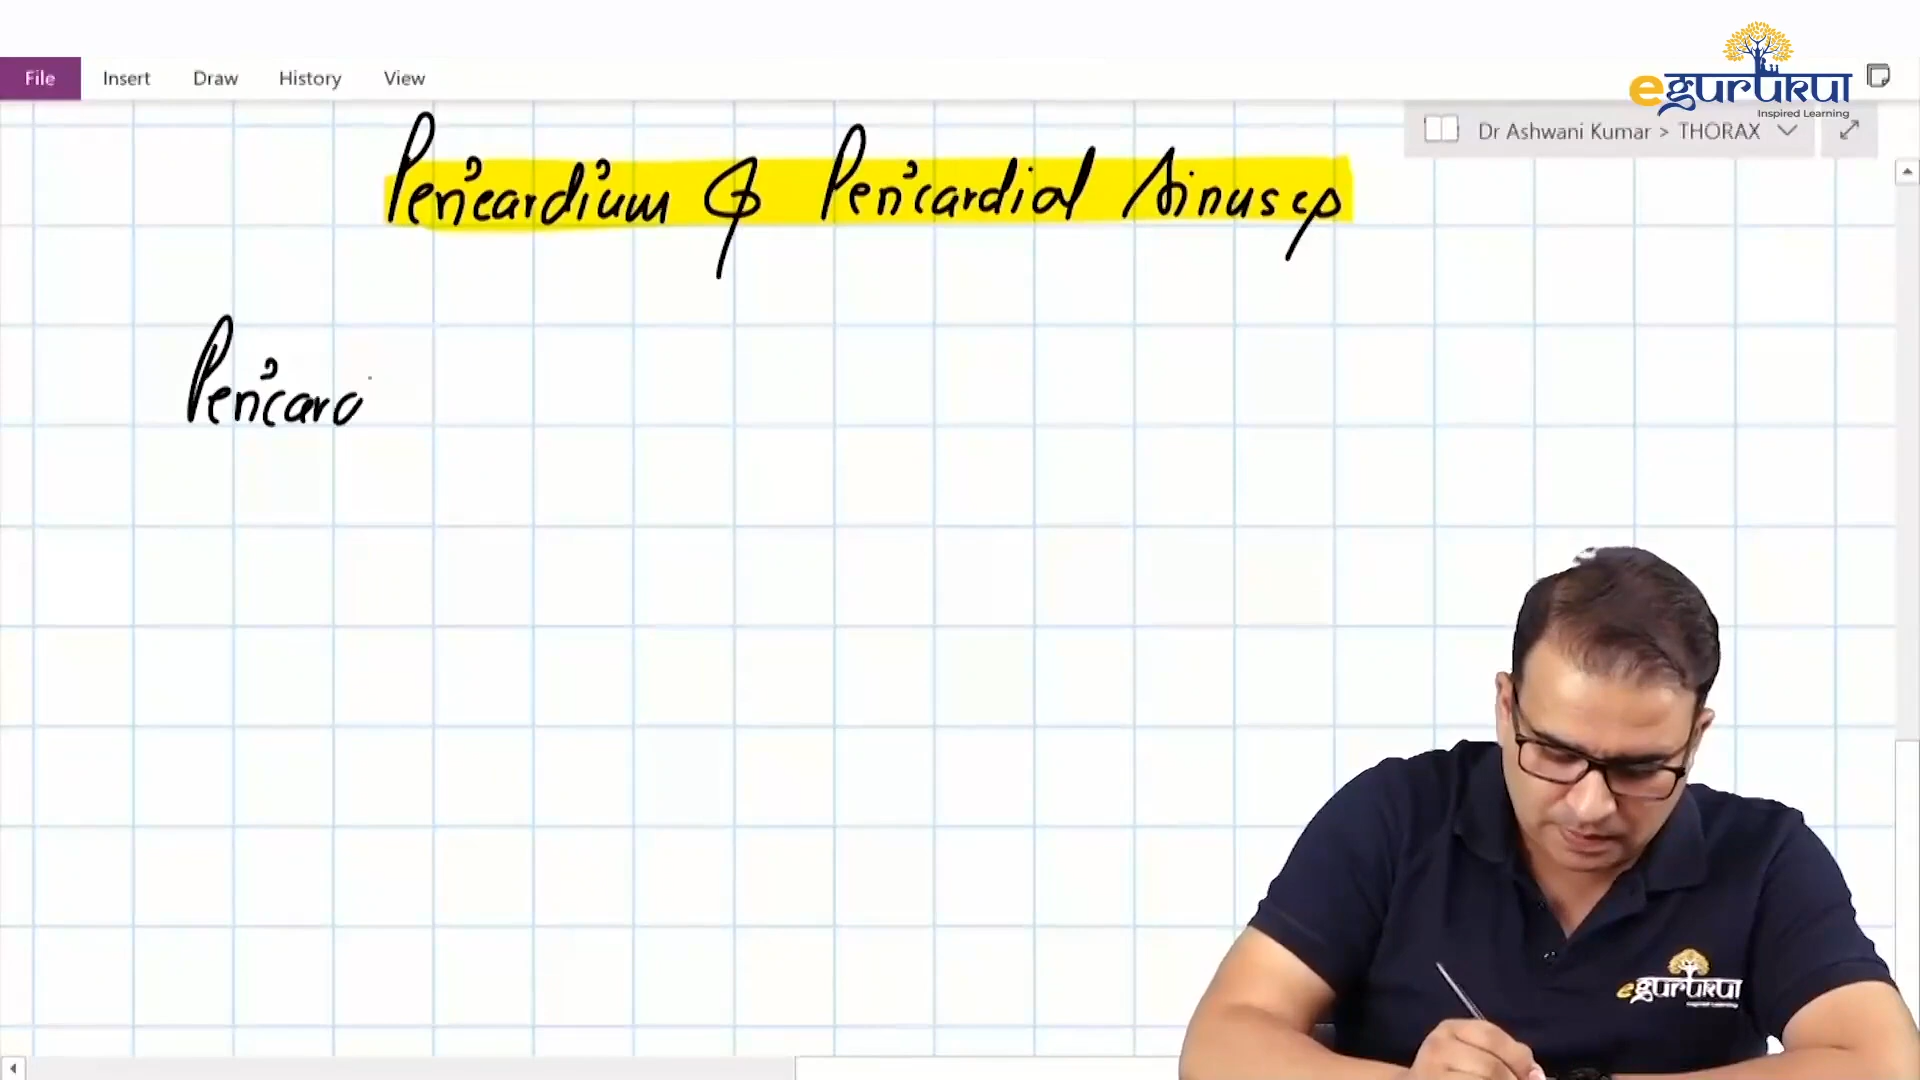 egurukul
Inspired Learning
File Insert Draw History View
Dr Ashwani Kumar > THORAX
Pericardium & Pericardial Sinuses
Pericard
egurukul